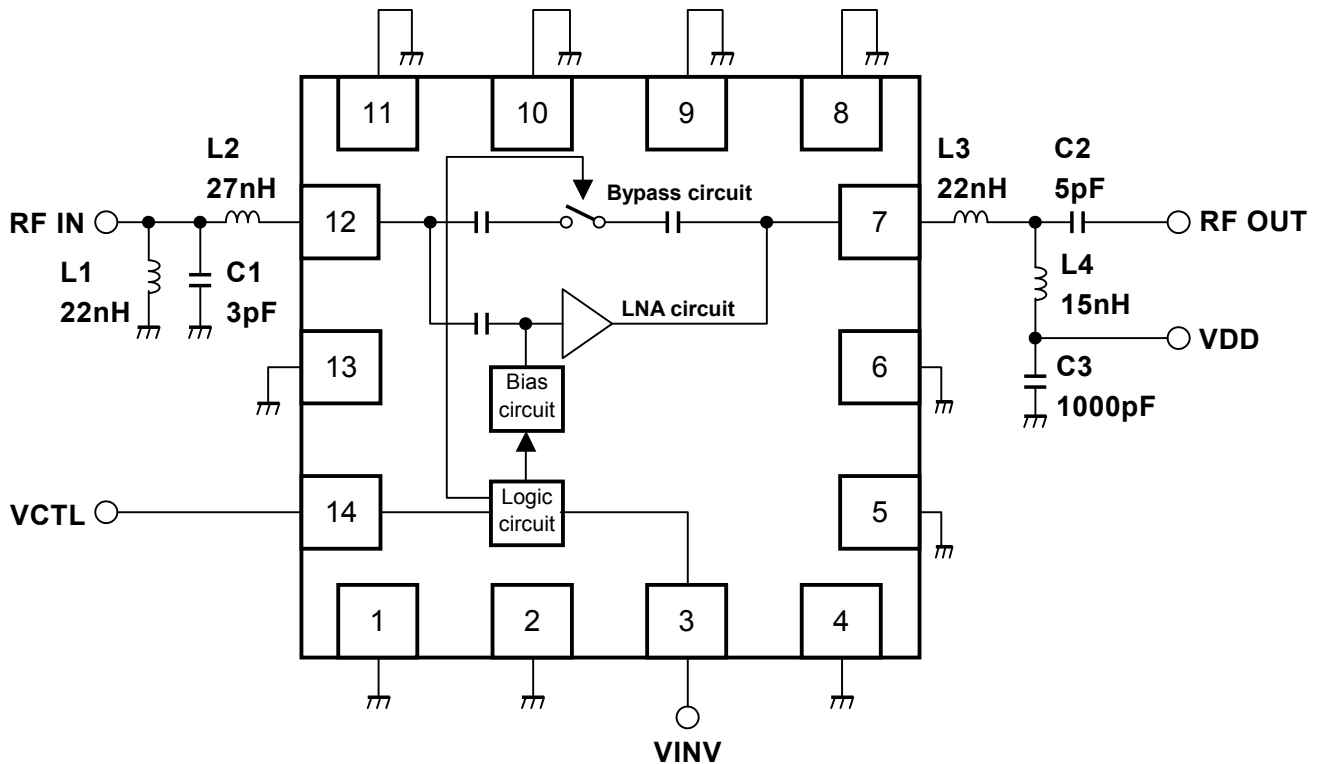 11
10
9
8
L2
27nH
L3
22nH
C2
5pF
RF IN
12
Bypass circuit
7
RF OUT
L1
22nH
C1
3pF
LNA circuit
L4
15nH
VDD
13
Bias
circuit
6
C3
1000pF
VCTL
14
Logic
circuit
5
1
2
3
4
VINV